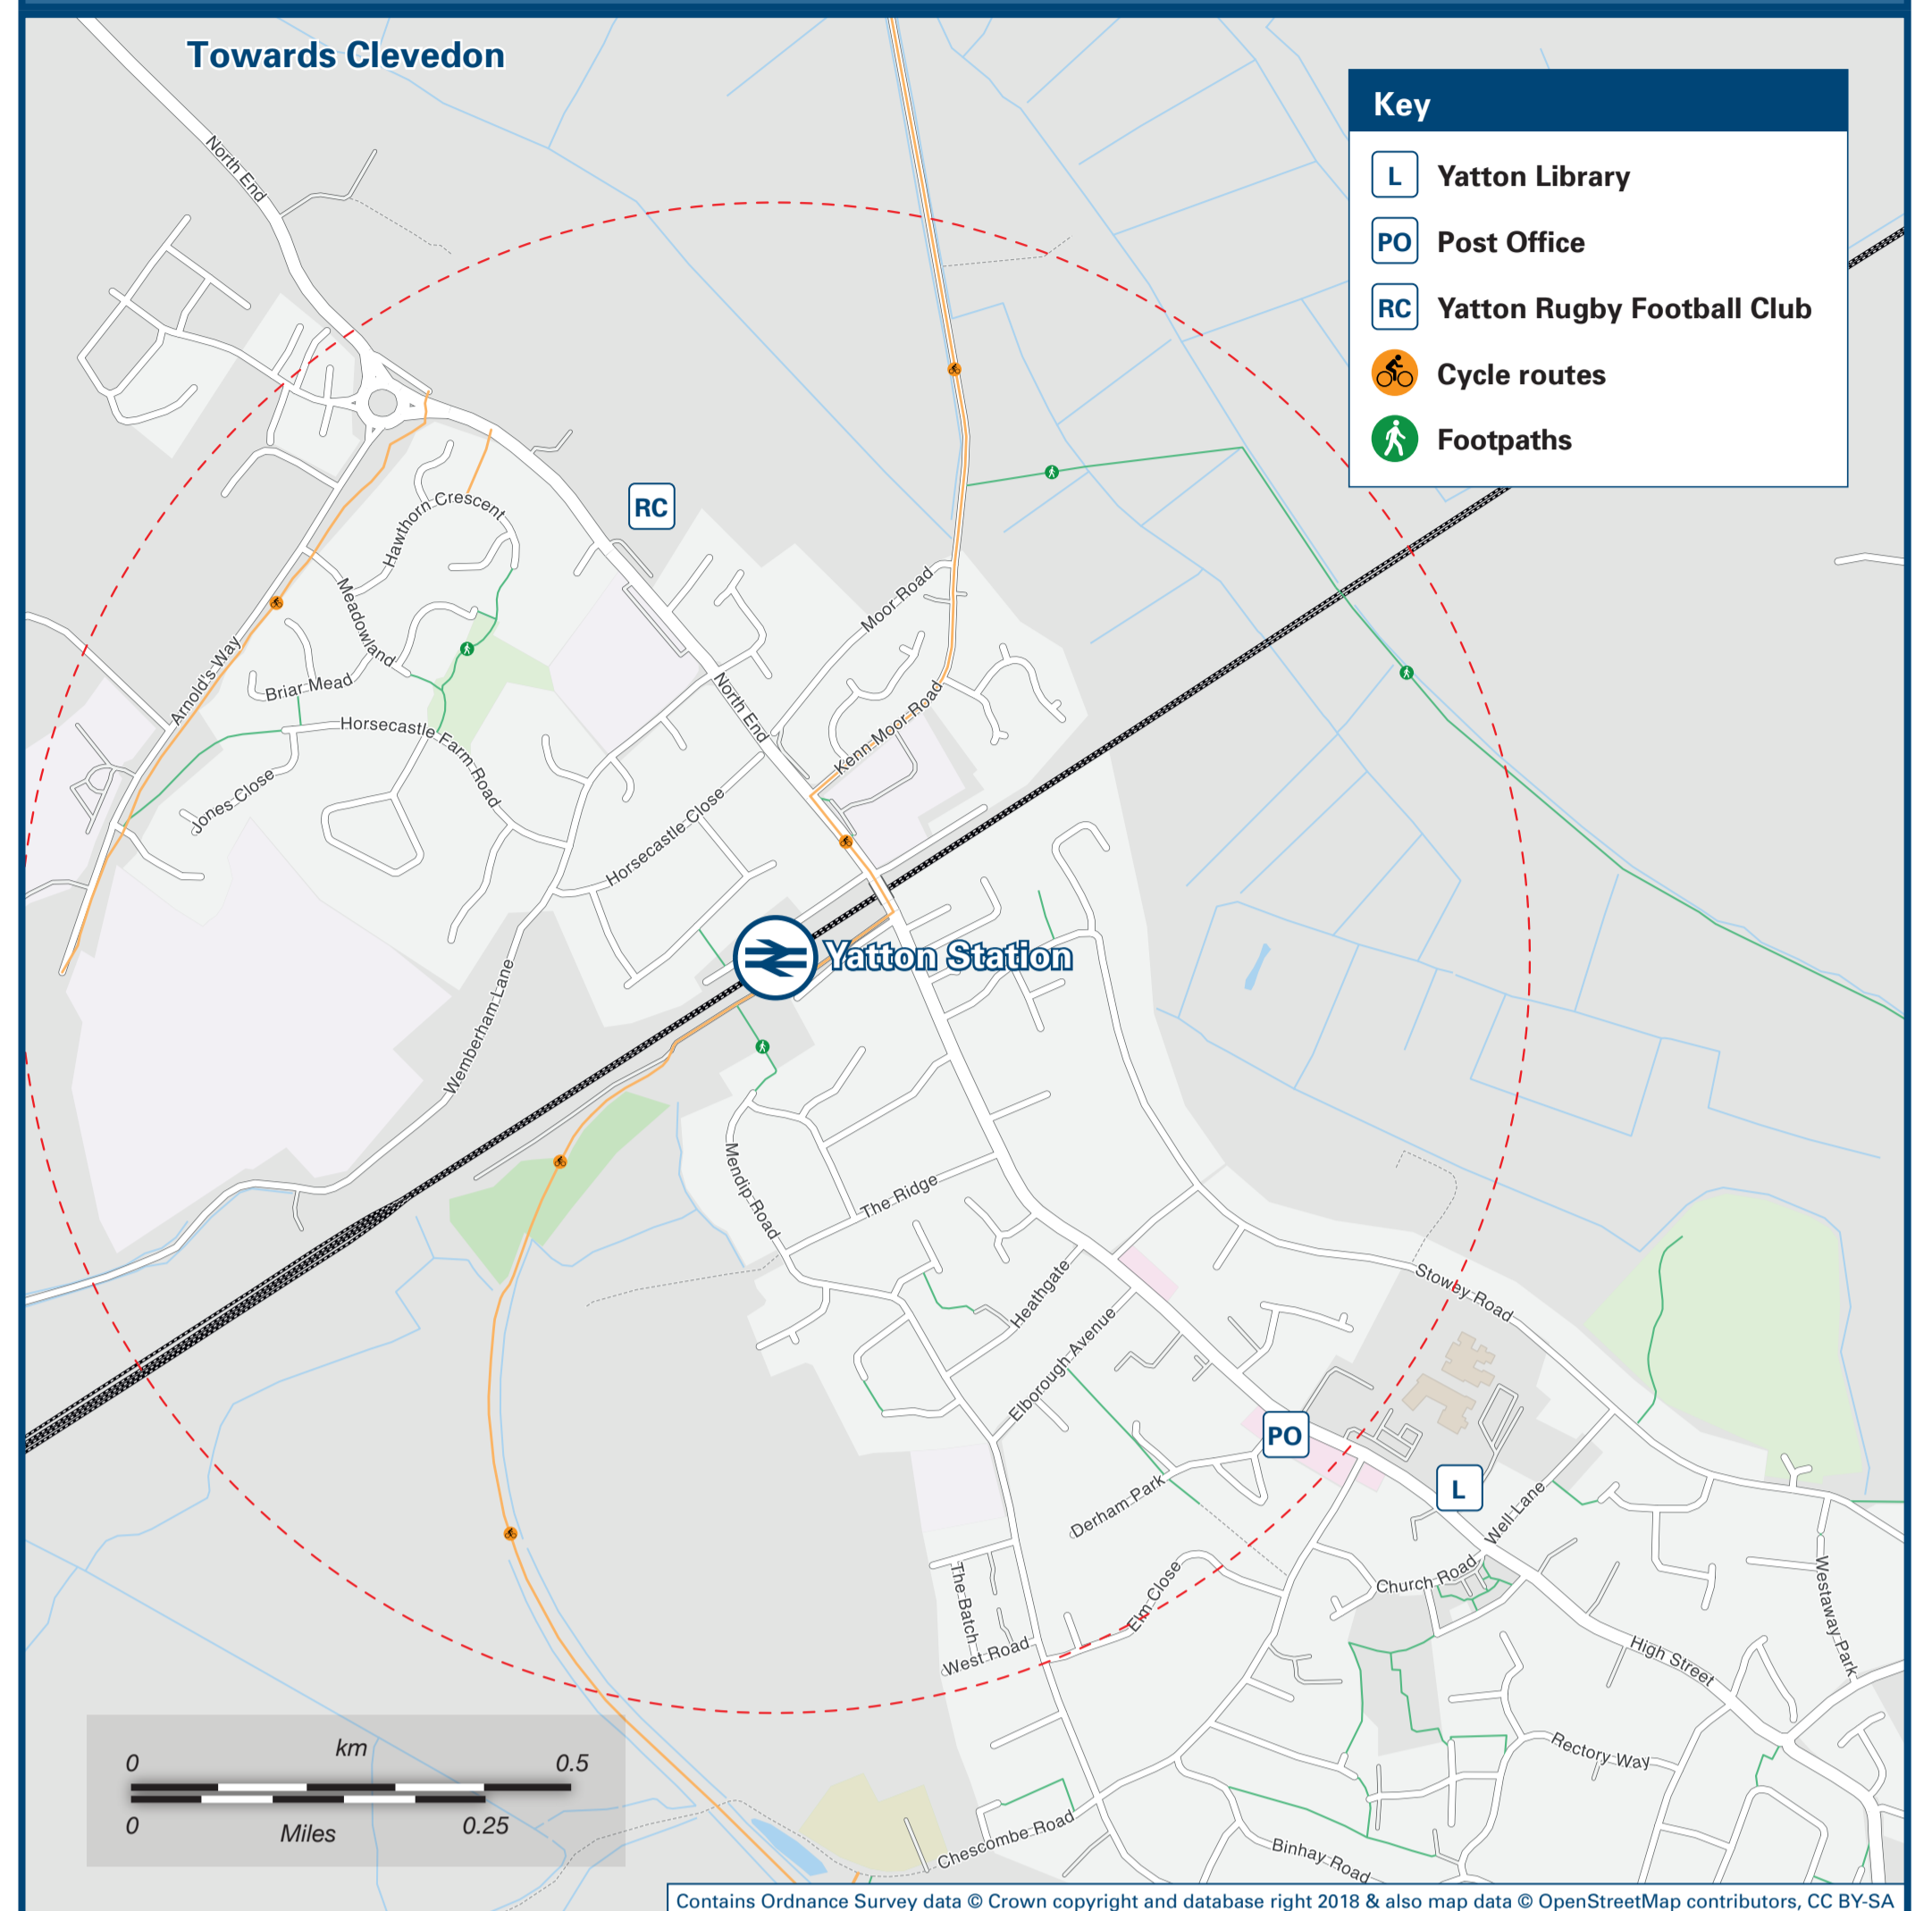 Towards Clevedon
Key
L Yatton Library
PO Post Office
RC Yatton Rugby Football Club
Cycle routes
Footpaths
North End
RC
Hawthorn Crescent
Meadowland
Moor Road
Arnold's Way
Briar Mead
North End
Kenn Moor Road
Horsecastle Farm Road
Jones Close
Horsecastle Close
Yatton Station
Wemberham Lane
Mendip Road
The Ridge
Heathgate
Stowey Road
Elborough Avenue
PO
L
Derham Park
Well Lane
Church Road
The Batch
Elm Close
Westaway Park
West Road
High Street
Rectory Way
Chescombe Road
Binhay Road
km
0 0.5
0 0.25
Miles
Contains Ordnance Survey data © Crown copyright and database right 2018 & also map data © OpenStreetMap contributors, CC BY-SA